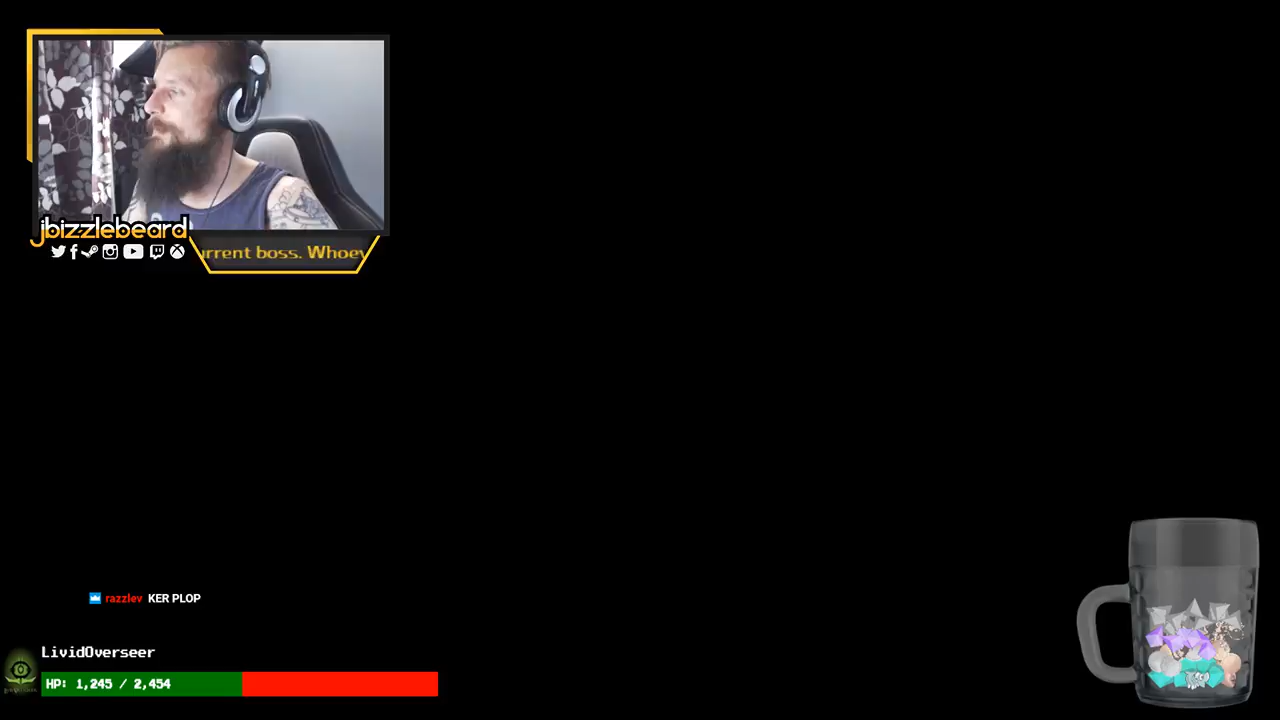 jbizzlebeard
urrent boss. Whoev
razzlev KER PLOP
LividOverseer
HP: 1,245 / 2,454